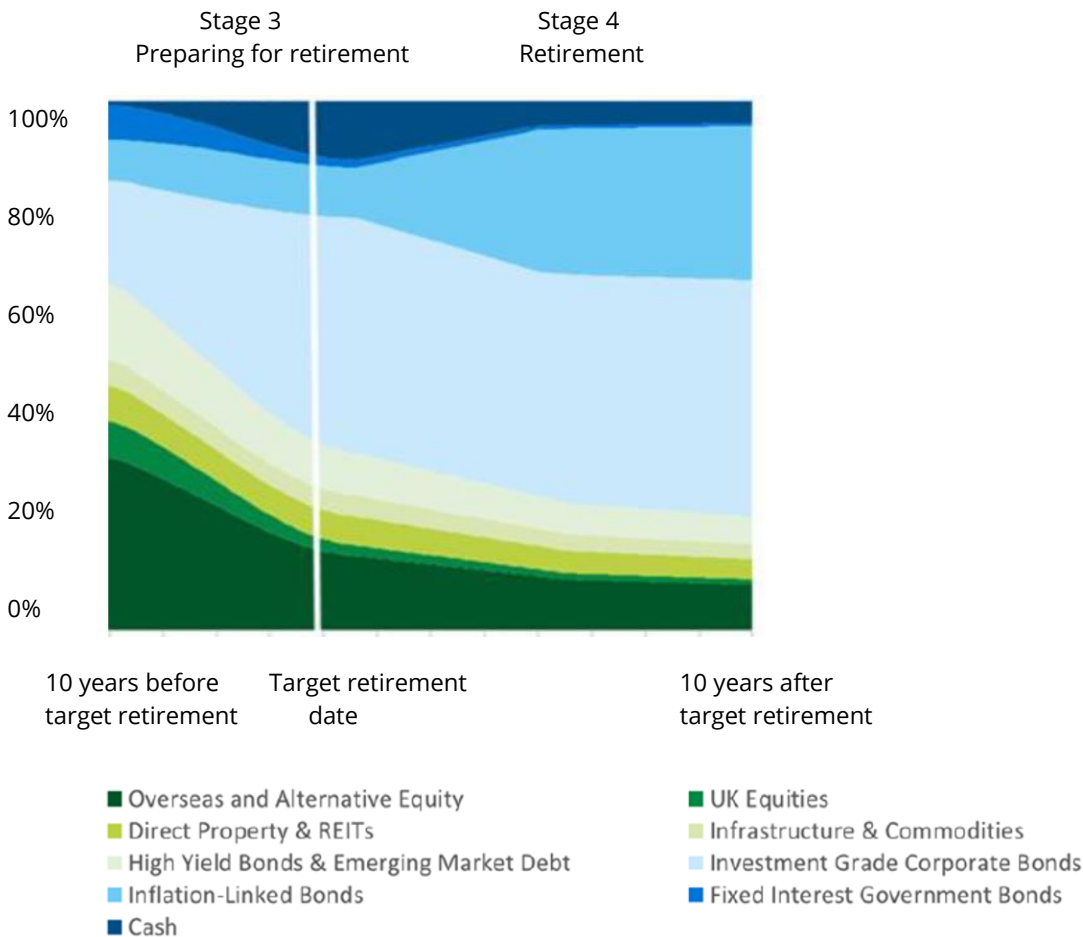 Stage 3
Preparing for retirement
Stage 4
Retirement
100%
80%
60%
40%
20%
0%
10 years before
target retirement
Target retirement
date
10 years after
target retirement
Overseas and Alternative Equity
UK Equities
Direct Property & REITs
Infrastructure & Commodities
High Yield Bonds & Emerging Market Debt
Investment Grade Corporate Bonds
Inflation-Linked Bonds
Fixed Interest Government Bonds
Cash